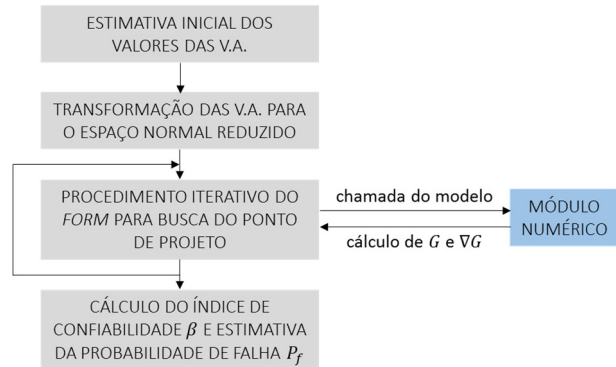 ESTIMATIVA INICIAL DOS
VALORES DAS V.A.
TRANSFORMAÇÃO DAS V.A. PARA
O ESPAÇO NORMAL REDUZIDO
PROCEDIMENTO ITERATIVO DO
FORM PARA BUSCA DO PONTO
DE PROJETO
chamada do modelo
cálculo de G e ∇G
MÓDULO
NUMÉRICO
CÁLCULO DO ÍNDICE DE
CONFIABILIDADE β E ESTIMATIVA
DA PROBABILIDADE DE FALHA P_f